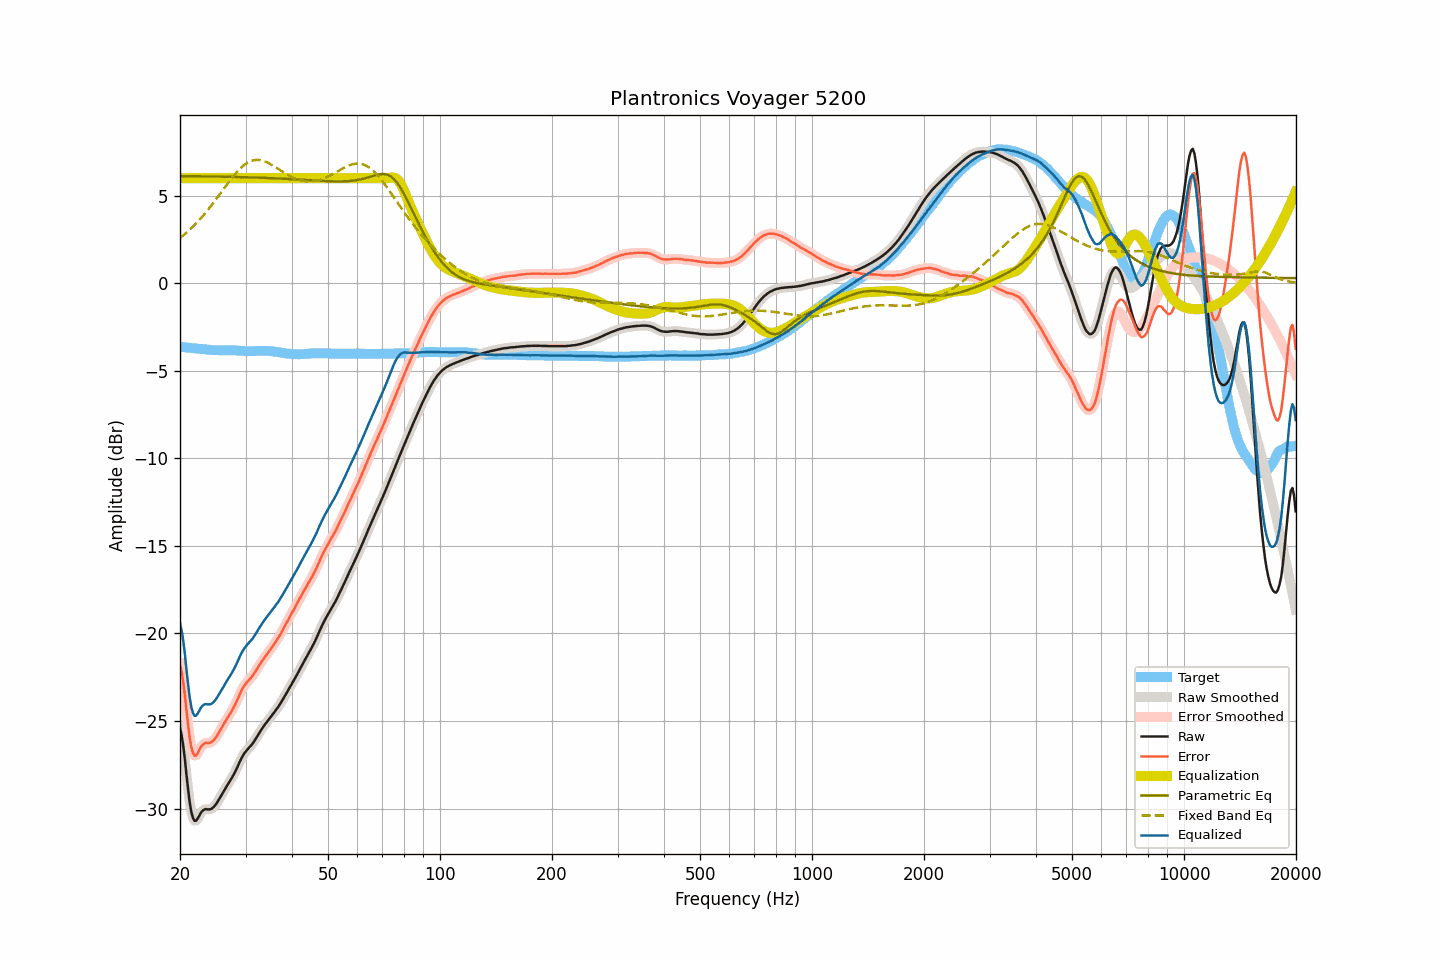 Plantronics Voyager 5200
Amplitude (dBr)
5
0
−5
−10
−15
−20
−25
−30
20
50
100
200
500
1000
2000
5000
10000
20000
Frequency (Hz)
Target
Raw Smoothed
Error Smoothed
Raw
Error
Equalization
Parametric Eq
Fixed Band Eq
Equalized